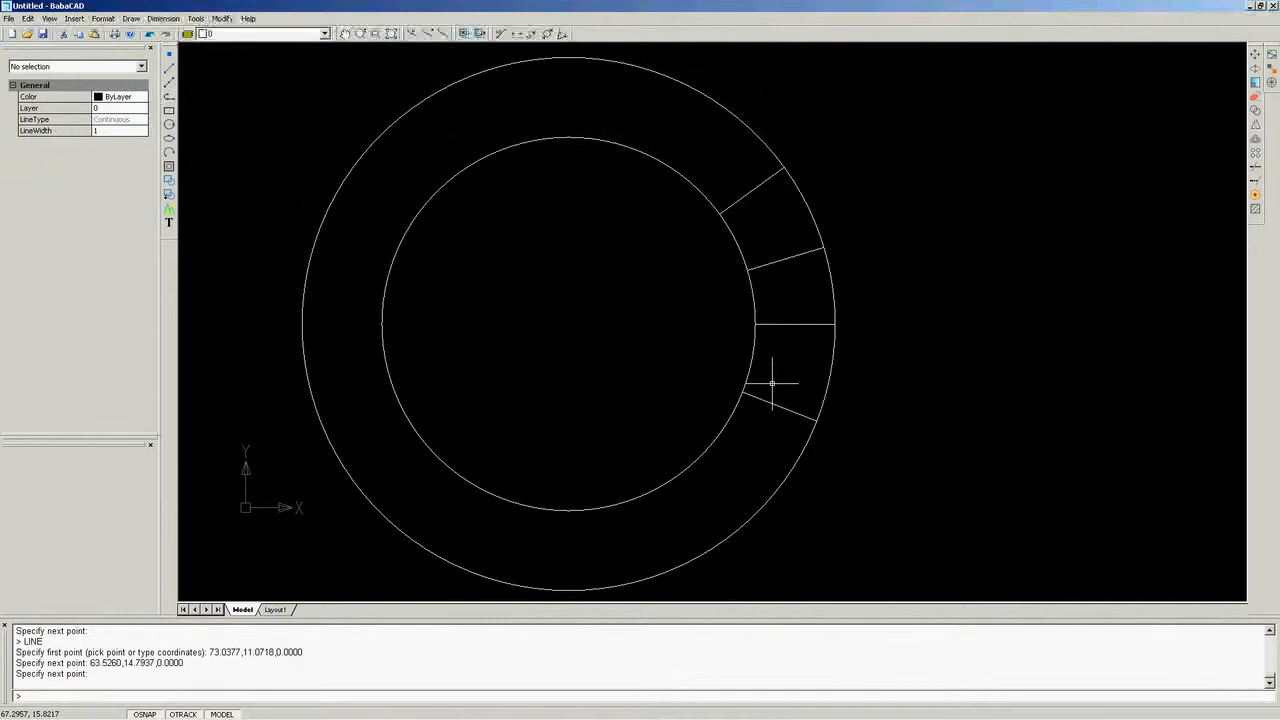 Untitled - BabaCAD
File Edit View Insert Format Draw Dimension Tools Modify Help
0
No selection
General
Color ByLayer
Layer 0
LineType Continuous
LineWidth 1
T
Y
X
Model Layout1
Specify next point:
> LINE
Specify first point (pick point or type coordinates): 73.0377,11.0718,0.0000
Specify next point: 63.5260,14.7937,0.0000
Specify next point:
>
67.2957, 15.8217 OSNAP OTRACK MODEL